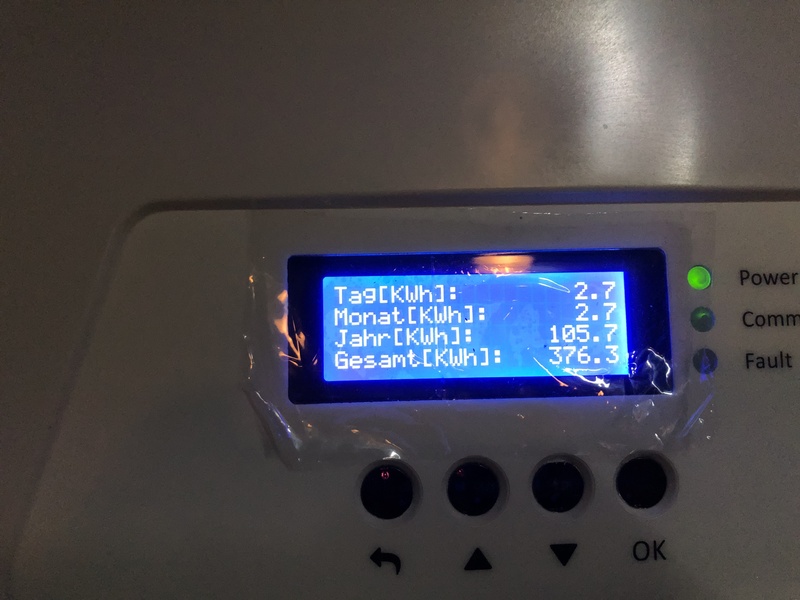 Tag[KWh]: 2.7
Monat[KWh]: 2.7
Jahr[KWh]: 105.7
Gesamt[KWh]: 376.3
Power
Comm
Fault
OK